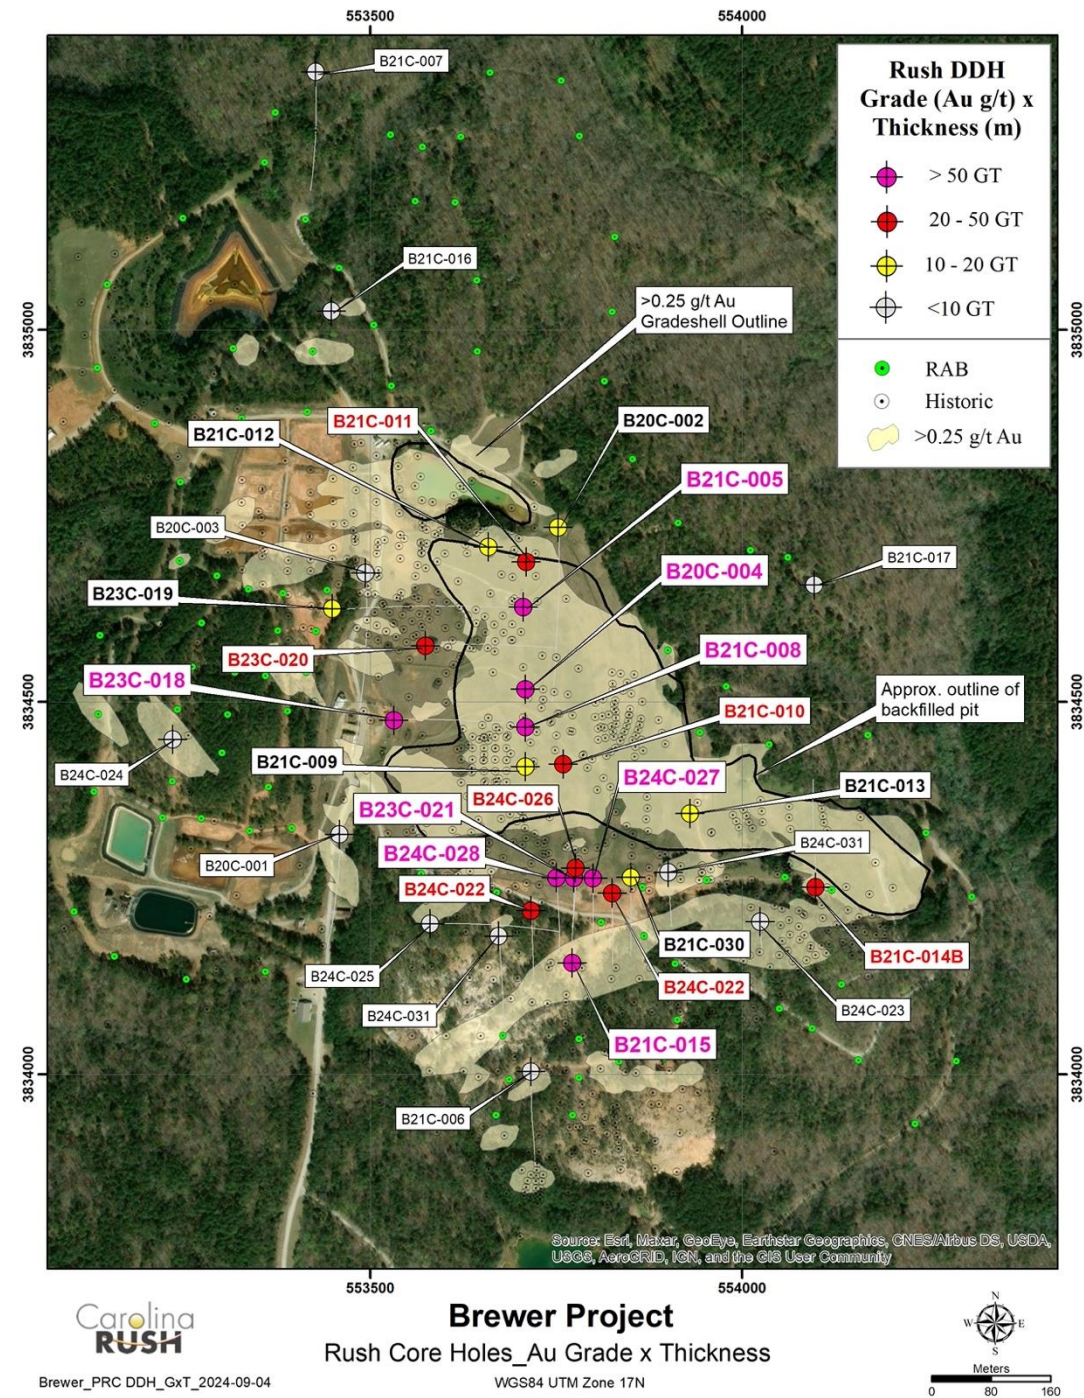 553500
554000
B21C-007
Rush DDH
Grade (Au g/t) x
Thickness (m)
> 50 GT
20 - 50 GT
10 - 20 GT
<10 GT
RAB
Historic
>0.25 g/t Au
B21C-016
>0.25 g/t Au
Gradeshell Outline
3835000
3835000
B21C-011
B20C-002
B21C-012
B21C-005
B20C-003
B21C-017
B20C-004
B23C-019
B21C-008
B23C-020
B23C-018
Approx. outline of
backfilled pit
3834500
3834500
B21C-010
B21C-009
B24C-024
B24C-027
B21C-013
B24C-026
B23C-021
B24C-031
B24C-028
B20C-001
B24C-022
B21C-030
B21C-014B
B24C-025
B24C-022
B24C-031
B24C-023
B21C-015
3834000
3834000
B21C-006
Source: Esri, Maxar, GeoEye, Earthstar Geographics, CNES/Airbus DS, USDA,
USGS, AeroGRID, IGN, and the GIS User Community
553500
554000
Carolina
RUSH
Brewer Project
Rush Core Holes_Au Grade x Thickness
WGS84 UTM Zone 17N
Brewer_PRC DDH_GxT_2024-09-04
N
W
E
S
Meters
0 80 160